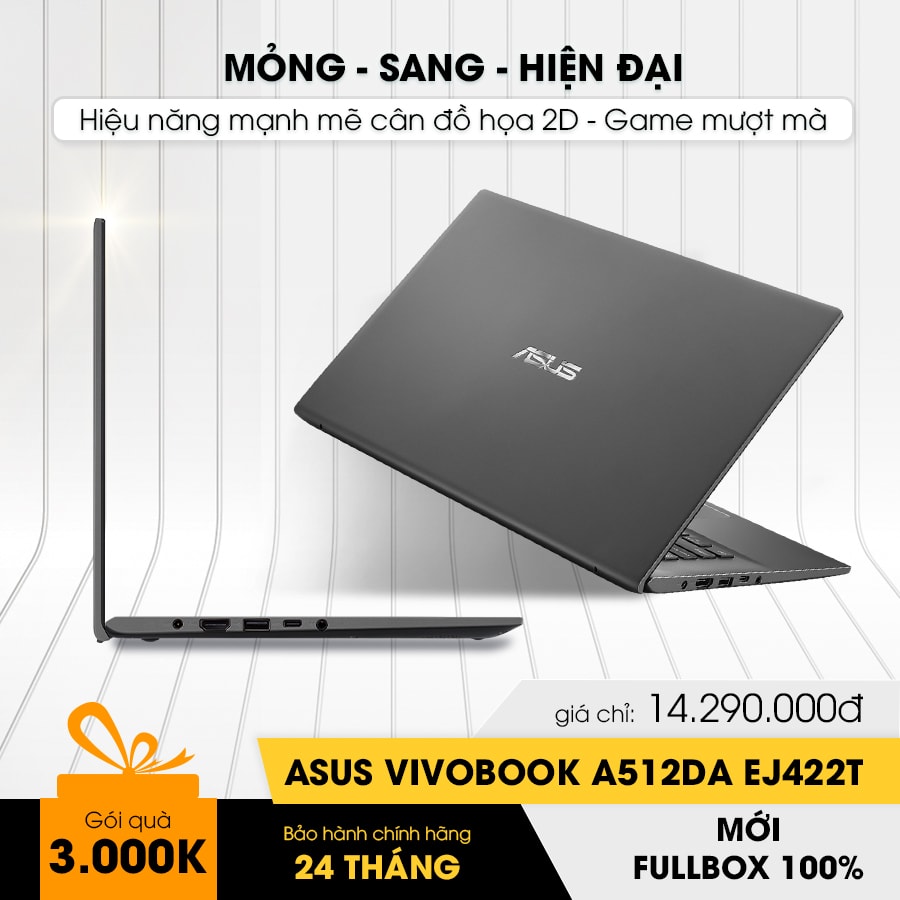 MỎNG - SANG - HIỆN ĐẠI
Hiệu năng mạnh mẽ cân đồ họa 2D - Game mượt mà
ASUS
giá chỉ: 14.290.000đ
ASUS VIVOBOOK A512DA EJ422T
Gói quà
3.000K
Bảo hành chính hãng
24 THÁNG
MỚI
FULLBOX 100%